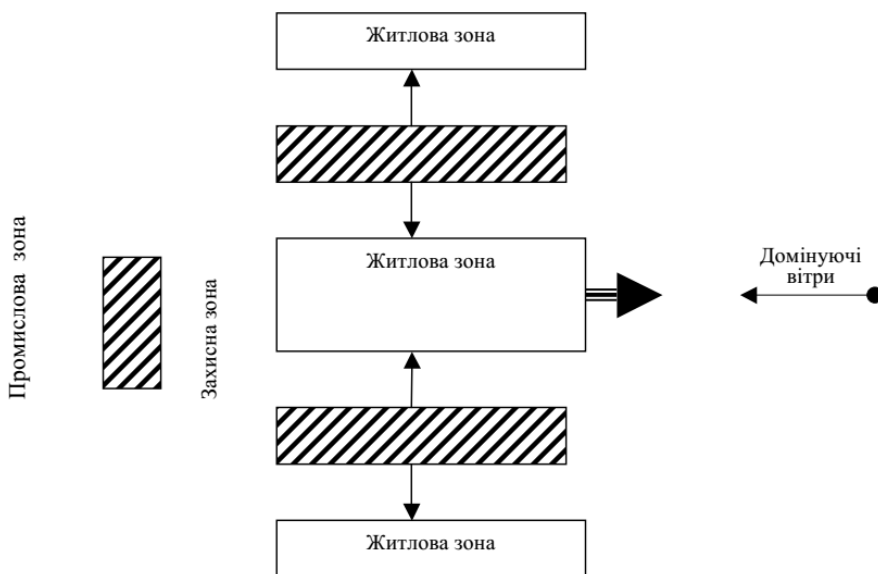 Житлова зона
Промислова зона
Захисна зона
Житлова зона
Домінуючі
вітри
Житлова зона